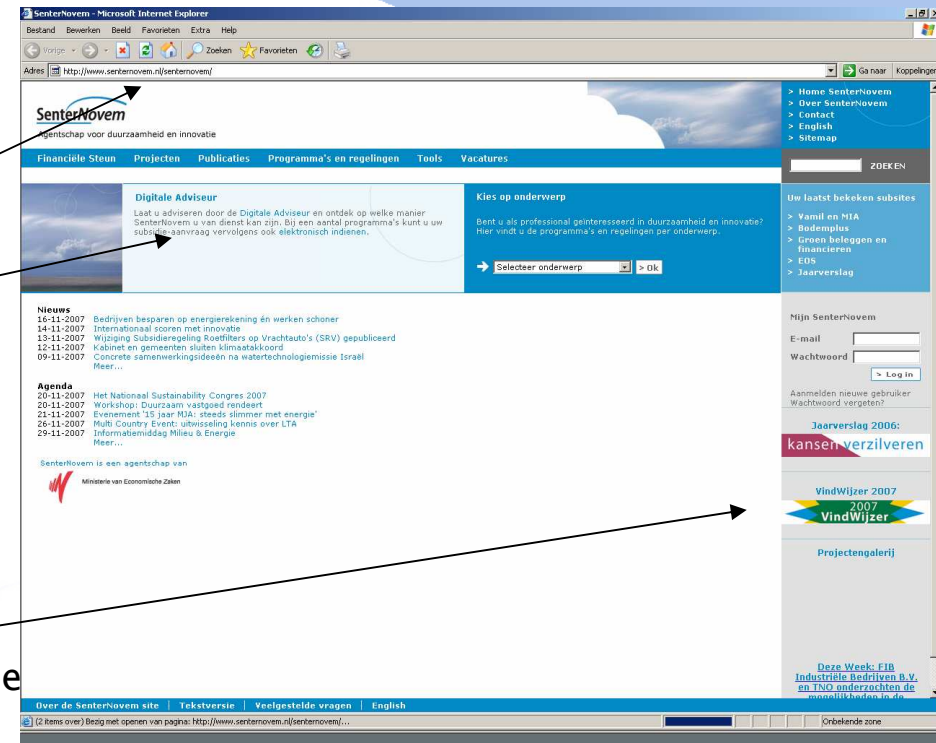 SenterNovem - Microsoft Internet Explorer
Bestand Bewerken Beeld Favorieten Extra Help
Vorige Zoeken Favorieten
Adres http://www.senternovem.nl/senternovem/ Ga naar Koppelingen
SenterNovem
Agentschap voor duurzaamheid en innovatie
> Home SenterNovem
> Over SenterNovem
> Contact
> English
> Sitemap
Financiële Steun Projecten Publicaties Programma's en regelingen Tools Vacatures
ZOEKEN
Digitale Adviseur
Laat u adviseren door de Digitale Adviseur en ontdek op welke manier
SenterNovem u van dienst kan zijn. Bij een aantal programma's kunt u uw
subsidie-aanvraag vervolgens ook elektronisch indienen.
Kies op onderwerp
Bent u als professional geïnteresseerd in duurzaamheid en innovatie?
Hier vindt u de programma's en regelingen per onderwerp.
Selecteer onderwerp > Ok
Uw laatst bekeken subsites
> Vamil en MIA
> Bodemplus
> Groen beleggen en
financieren
> EOS
> Jaarverslag
Nieuws
16-11-2007 Bedrijven besparen op energierekening én werken schoner
14-11-2007 Internationaal scoren met innovatie
13-11-2007 Wijziging Subsidieregeling Roetfilters op Vrachtauto's (SRV) gepubliceerd
12-11-2007 Kabinet en gemeenten sluiten klimaatakkoord
09-11-2007 Concrete samenwerkingsideeën na watertechnologiemissie Israël
Meer...
Agenda
20-11-2007 Het Nationaal Sustainability Congres 2007
20-11-2007 Workshop: Duurzaam vastgoed rendeert
21-11-2007 Evenement '15 jaar MJA: steeds slimmer met energie'
26-11-2007 Multi Country Event: uitwisseling kennis over LTA
29-11-2007 Informatiemiddag Milieu & Energie
Meer...
SenterNovem is een agentschap van
Ministerie van Economische Zaken
Mijn SenterNovem
E-mail
Wachtwoord
> Log in
Aanmelden nieuwe gebruiker
Wachtwoord vergeten?
Jaarverslag 2006:
kansen verzilveren
VindWijzer 2007
2007
VindWijzer
Projectengalerij
Deze Week: FIB
Industriële Bedrijven B.V.
en TNO onderzochten de
mogelijkheden in de
e
Over de SenterNovem site | Tekstversie | Veelgestelde vragen | English
(2 items over) Bezig met openen van pagina: http://www.senternovem.nl/senternovem/... Onbekende zone